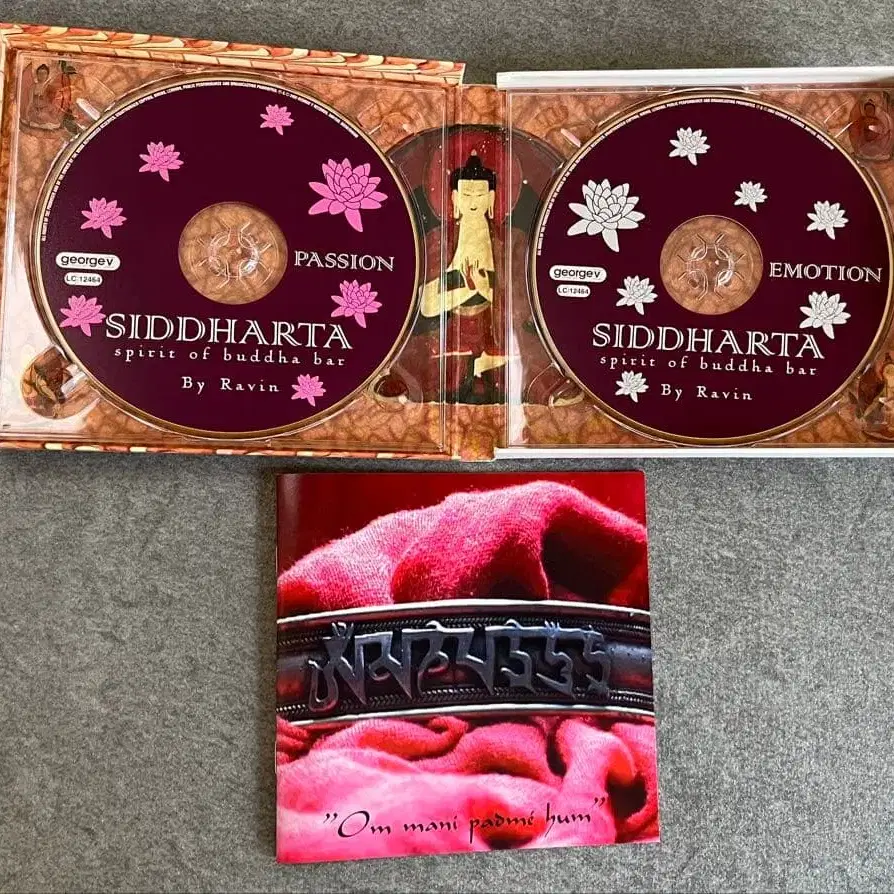 georgev
LC 12464
PASSION
SIDDHARTA
spirit of buddha bar
By Ravin
georgev
LC 12464
EMOTION
SIDDHARTA
spirit of buddha bar
By Ravin
"Om mani padmé hum"